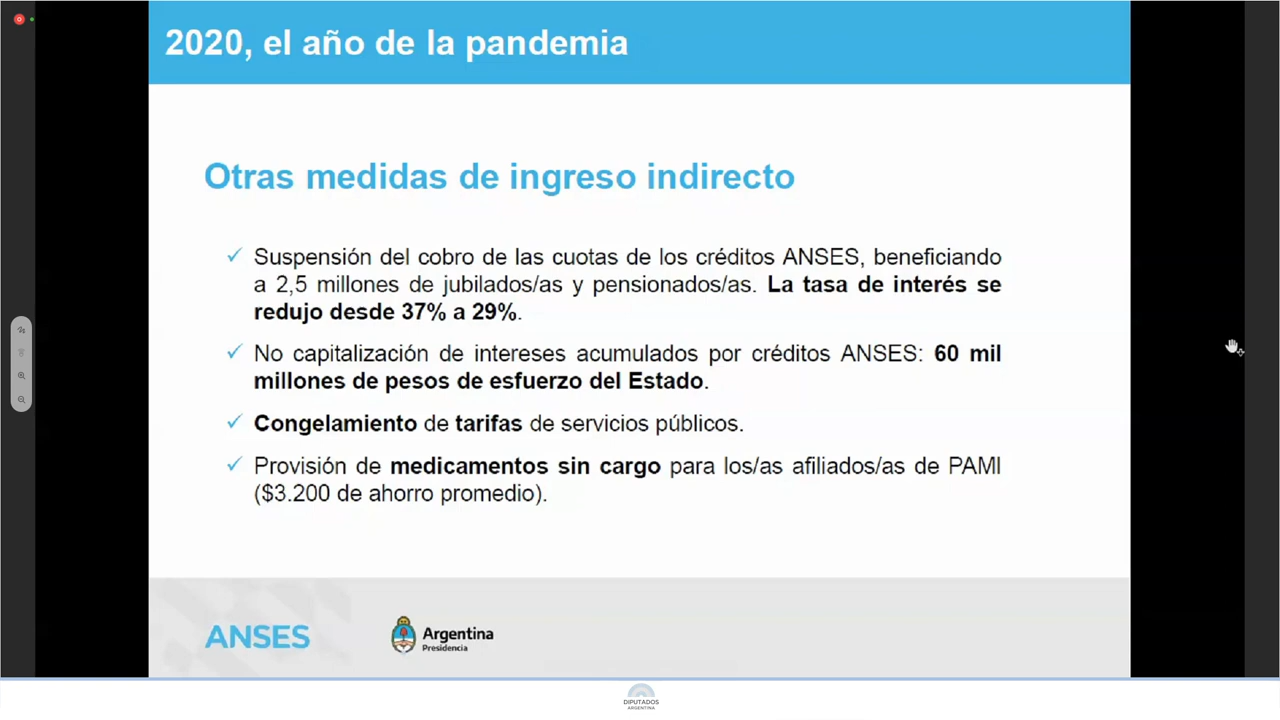 2020, el año de la pandemia
Otras medidas de ingreso indirecto
✓ Suspensión del cobro de las cuotas de los créditos ANSES, beneficiando
a 2,5 millones de jubilados/as y pensionados/as. La tasa de interés se
redujo desde 37% a 29%.
✓ No capitalización de intereses acumulados por créditos ANSES: 60 mil
millones de pesos de esfuerzo del Estado.
✓ Congelamiento de tarifas de servicios públicos.
✓ Provisión de medicamentos sin cargo para los/as afiliados/as de PAMI
($3.200 de ahorro promedio).
ANSES
Argentina
Presidencia
DIPUTADOS
ARGENTINA